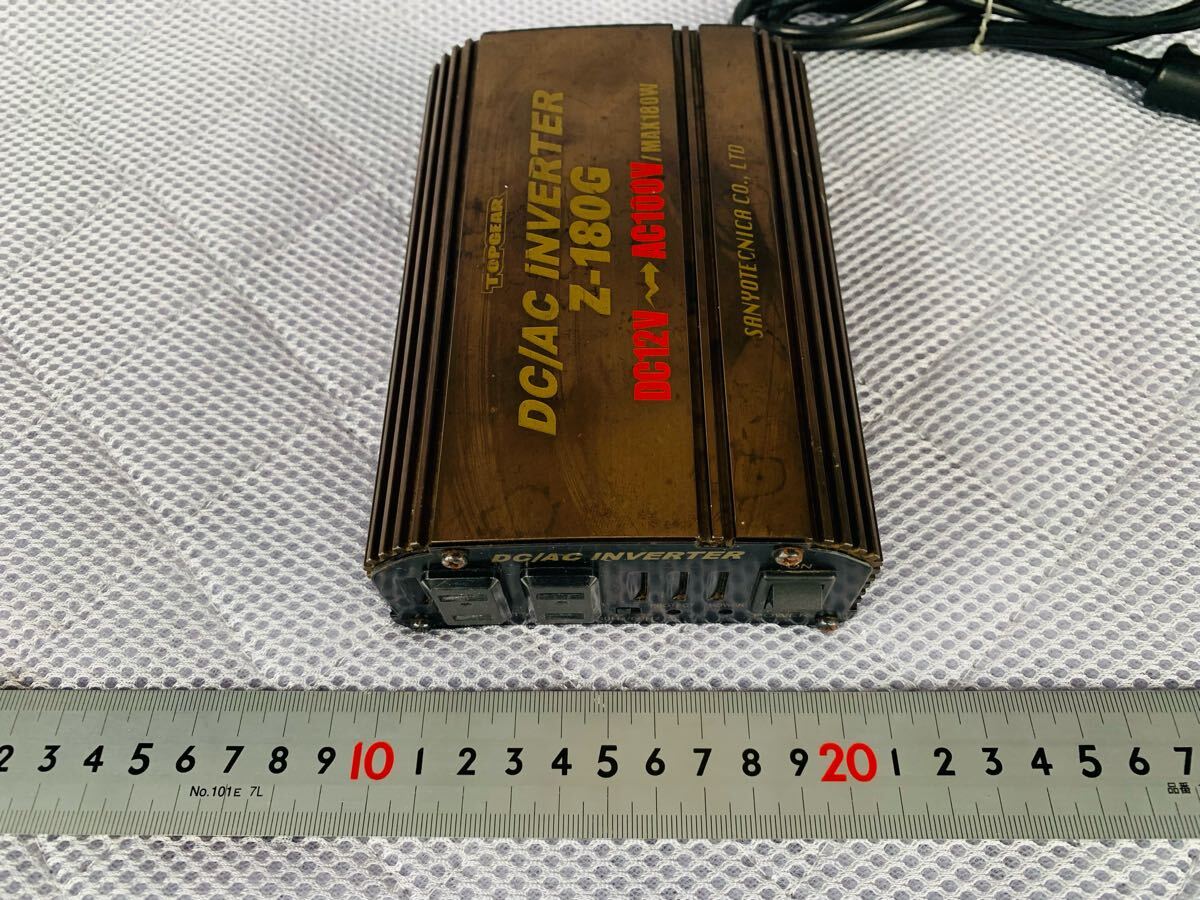 TOPGEAR
DC/AC INVERTER
Z-180G
DC12V AC100V/MAX180W
SANYOTECNICA CO., LTD
DC/AC INVERTER
ON
2 3 4 5 6 7 8 9 10 1 2 3 4 5 6 7 8 9 20 1 2 3 4 5 6 7
No.101E 7L
品番